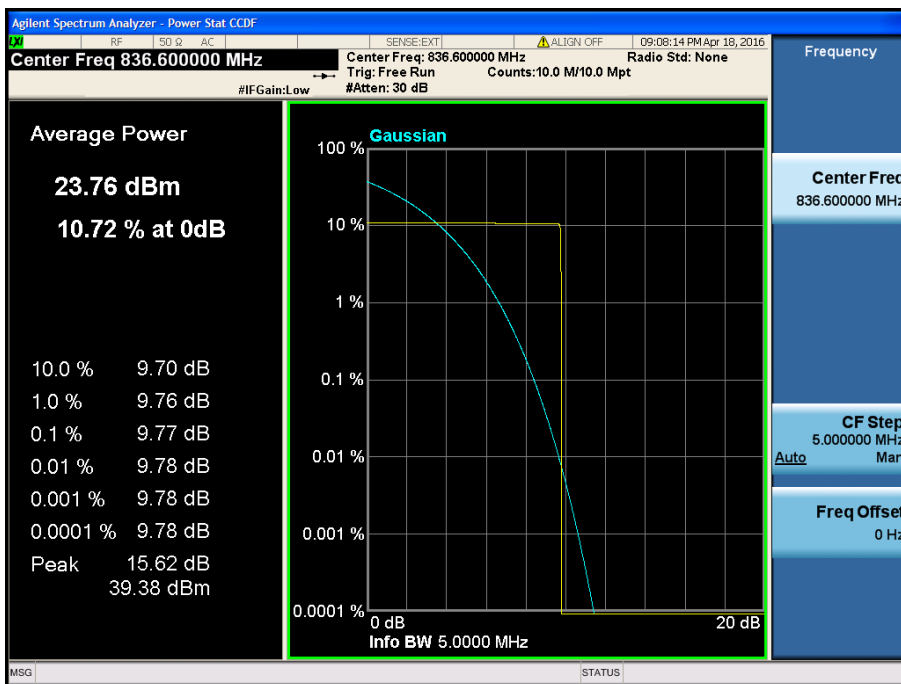 Agilent Spectrum Analyzer - Power Stat CCDF
LXI RF 50 Ω AC SENSE:EXT ALIGN OFF 09:08:14 PM Apr 18, 2016
Center Freq 836.600000 MHz
Center Freq: 836.600000 MHz Radio Std: None
Trig: Free Run Counts:10.0 M/10.0 Mpt
#IFGain:Low #Atten: 30 dB
Average Power
23.76 dBm
10.72 % at 0dB
10.0 % 9.70 dB
1.0 % 9.76 dB
0.1 % 9.77 dB
0.01 % 9.78 dB
0.001 % 9.78 dB
0.0001 % 9.78 dB
Peak 15.62 dB
39.38 dBm
Gaussian
100 %
10 %
1 %
0.1 %
0.01 %
0.001 %
0.0001 %
0 dB 20 dB
Info BW 5.0000 MHz
Frequency
Center Freq
836.600000 MHz
CF Step
5.000000 MHz
Auto Man
Freq Offset
0 Hz
MSG STATUS